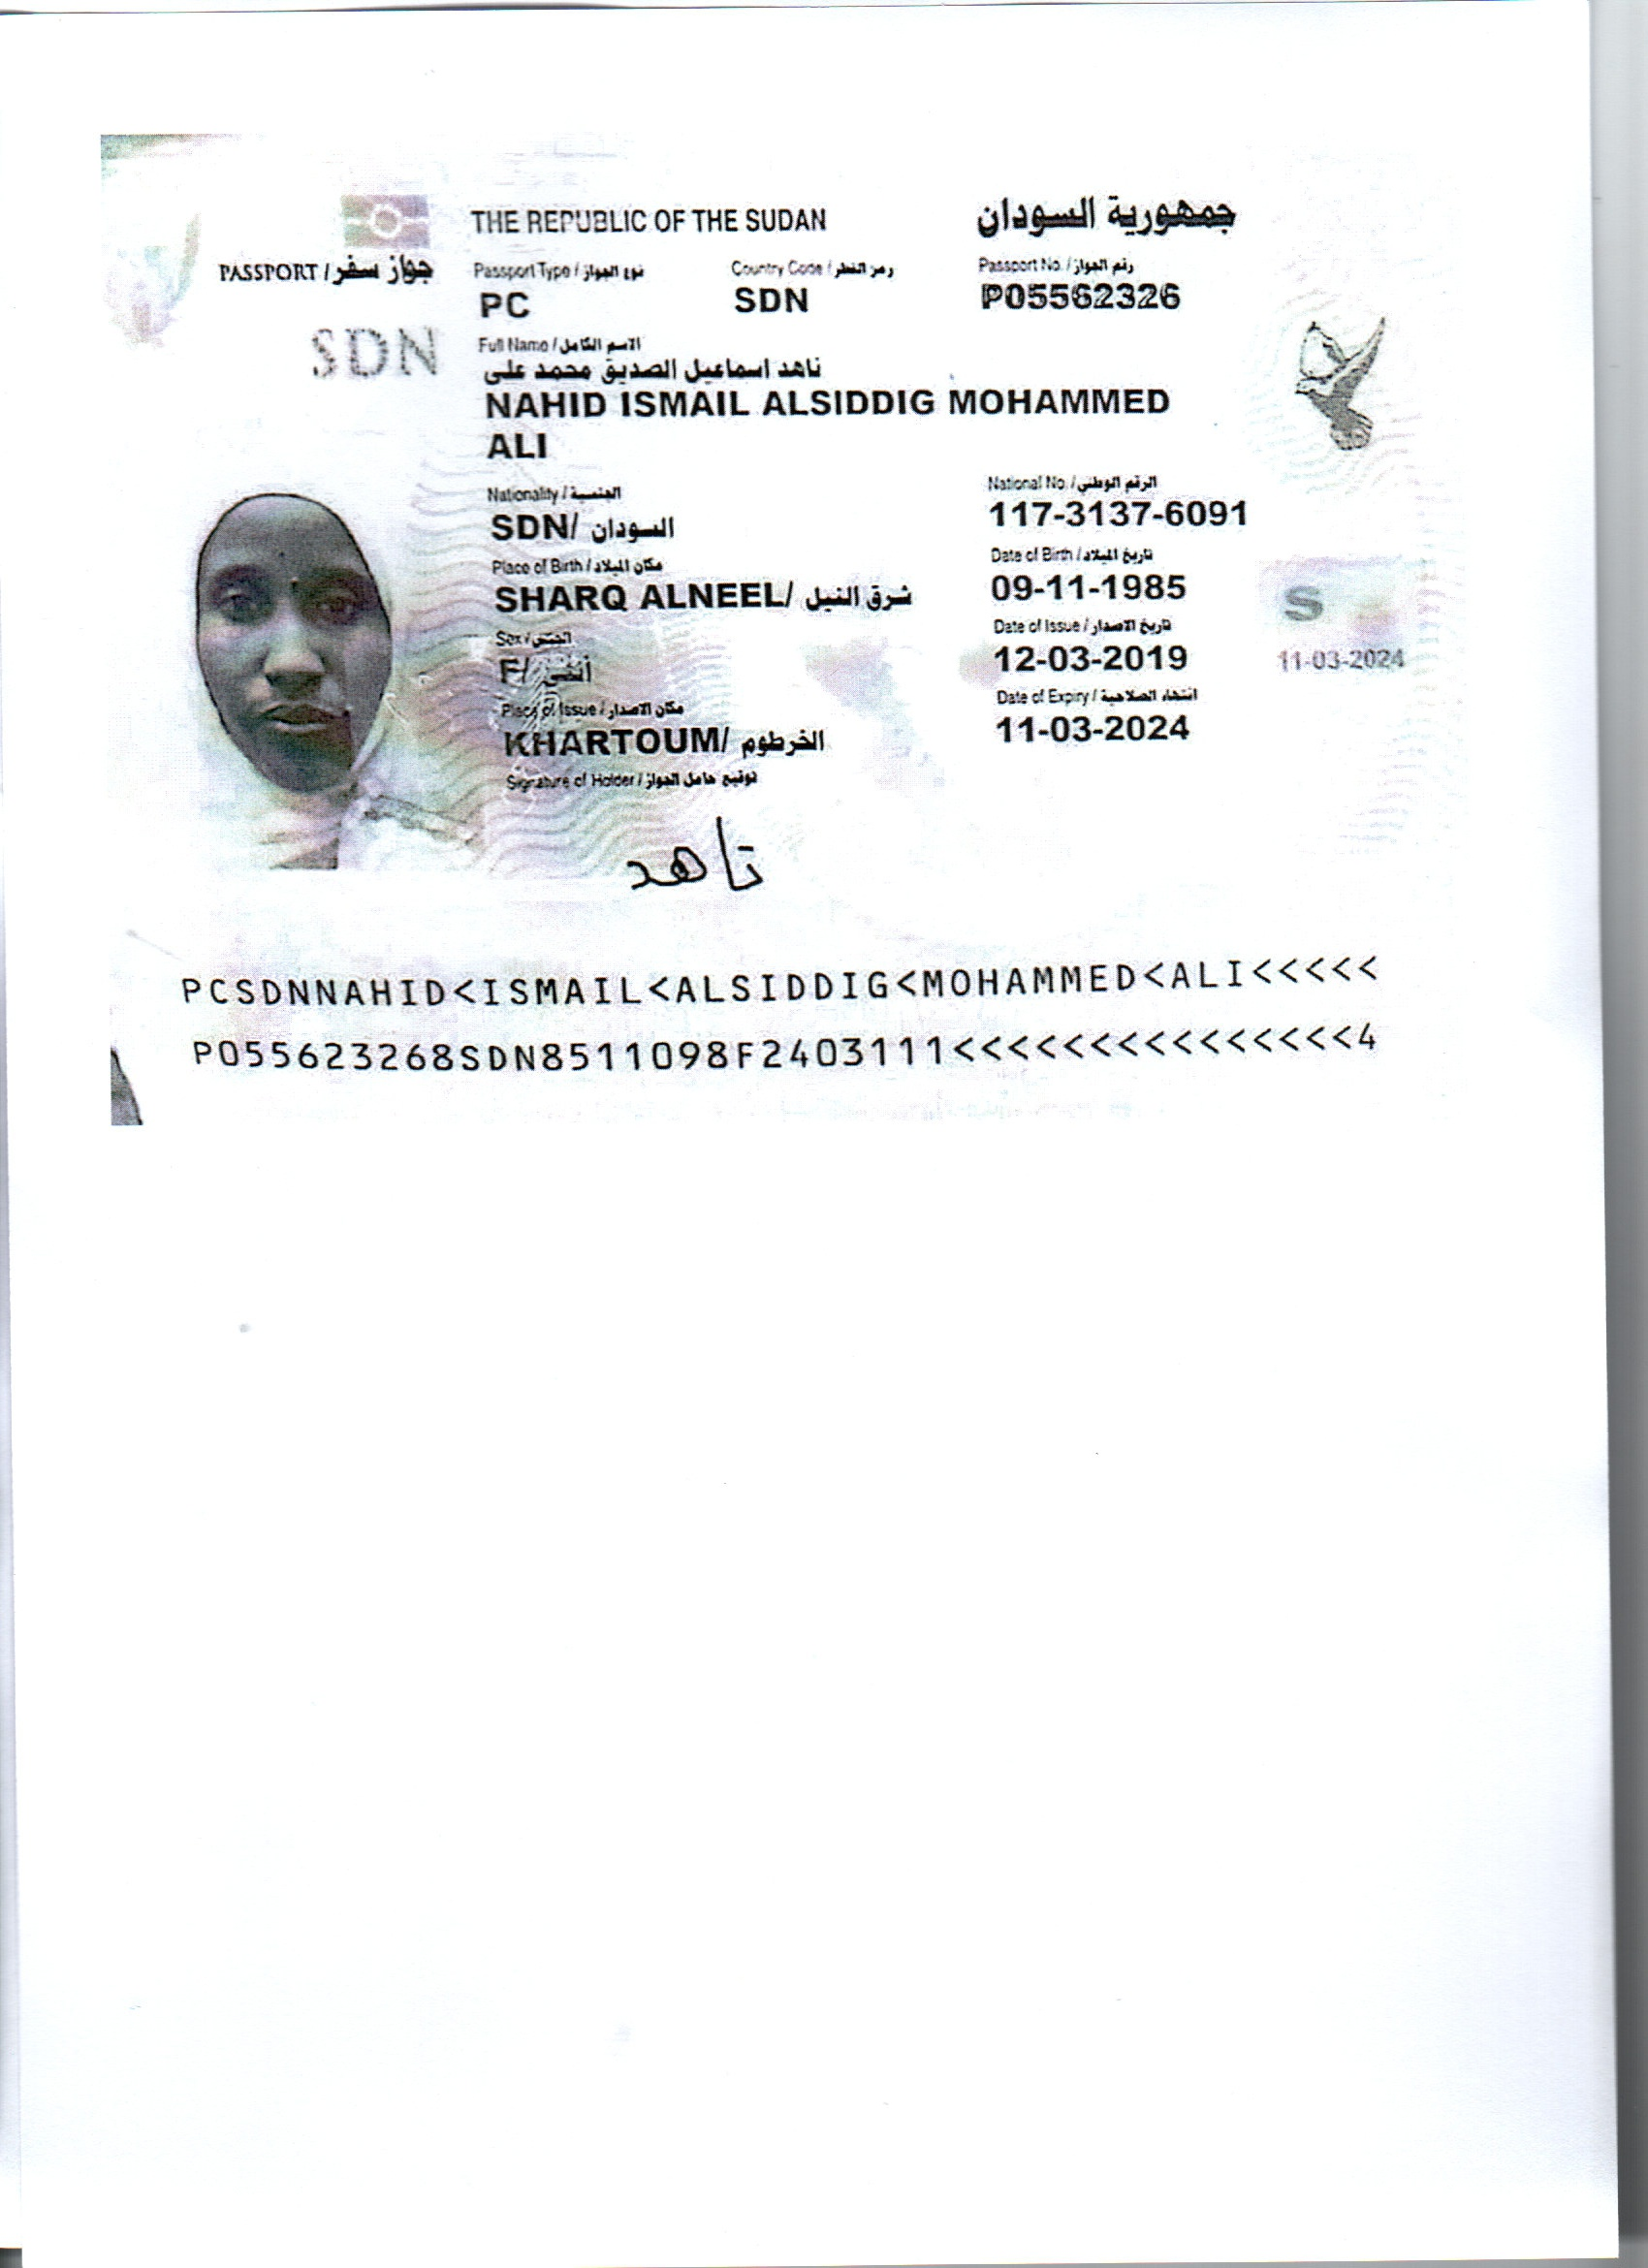 THE REPUBLIC OF THE SUDAN
جمهورية السودان
PASSPORT / جواز سفر
Passport Type / نوع الجواز
Country Code / رمز القطر
Passport No. / رقم الجواز
PC
SDN
P05562326
SDN
Full Name / الاسم الكامل
ناهد اسماعيل الصديق محمد على
NAHID ISMAIL ALSIDDIG MOHAMMED
ALI
Nationality / الجنسية
National No. / الرقم الوطني
SDN/ السودان
117-3137-6091
Place of Birth / مكان الميلاد
Date of Birth / تاريخ الميلاد
SHARQ ALNEEL/ شرق النيل
09-11-1985
S
Sex / الجنس
Date of Issue / تاريخ الاصدار
F/ أنثى
12-03-2019
11-03-2024
Place of Issue / مكان الاصدار
Date of Expiry / انتهاء الصلاحية
KHARTOUM/ الخرطوم
11-03-2024
Signature of Holder / توقيع حامل الجواز
ناهد
PCSDNNAHID<ISMAIL<ALSIDDIG<MOHAMMED<ALI<<<<<
P055623268SDN8511098F2403111<<<<<<<<<<<<<<<4